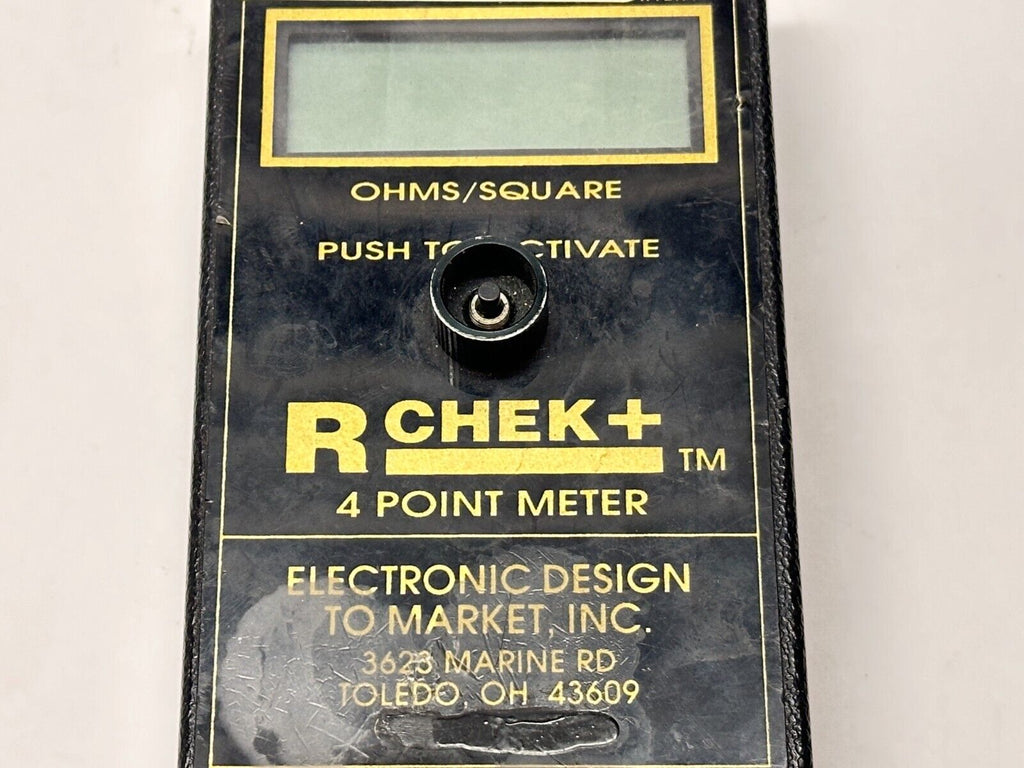 OHMS/SQUARE
PUSH TO ACTIVATE
R CHEK+ TM
4 POINT METER
ELECTRONIC DESIGN
TO MARKET, INC.
3623 MARINE RD
TOLEDO, OH 43609